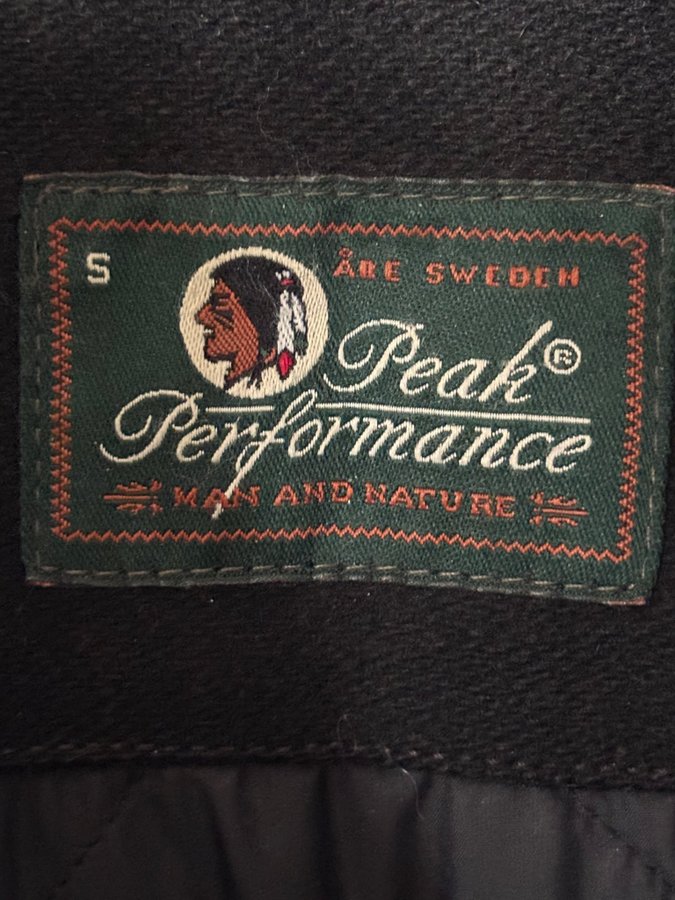 S
ÅRE SWEDEN
Peak®
Performance
MAN AND NATURE